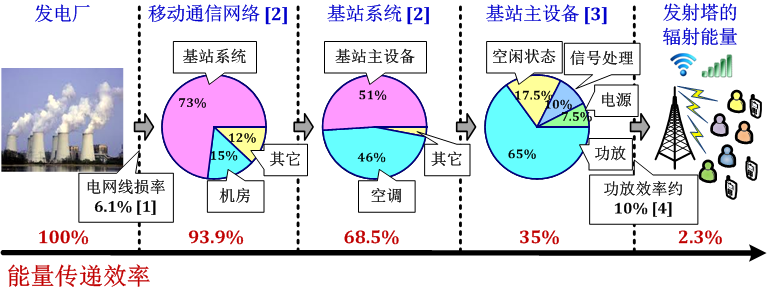 发电厂
移动通信网络 [2]
基站系统 [2]
基站主设备 [3]
发射塔的
辐射能量
基站系统
73%
12%
15%
其它
机房
电网线损率
6.1% [1]
基站主设备
51%
46%
其它
空调
空闲状态
信号处理
17.5%
10%
7.5%
电源
65%
功放
功放效率约
10% [4]
100%
93.9%
68.5%
35%
2.3%
能量传递效率